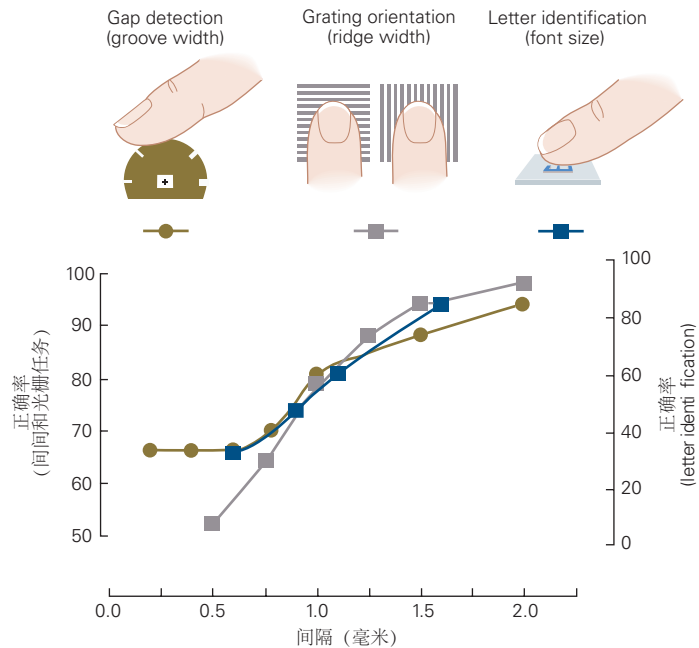 Gap detection
(groove width)
Grating orientation
(ridge width)
Letter identification
(font size)
100
90
80
70
60
50
正确率
(间间和光栅任务)
100
80
60
40
20
0
正确率
(letter identi fication)
0.0
0.5
1.0
1.5
2.0
间隔（毫米）